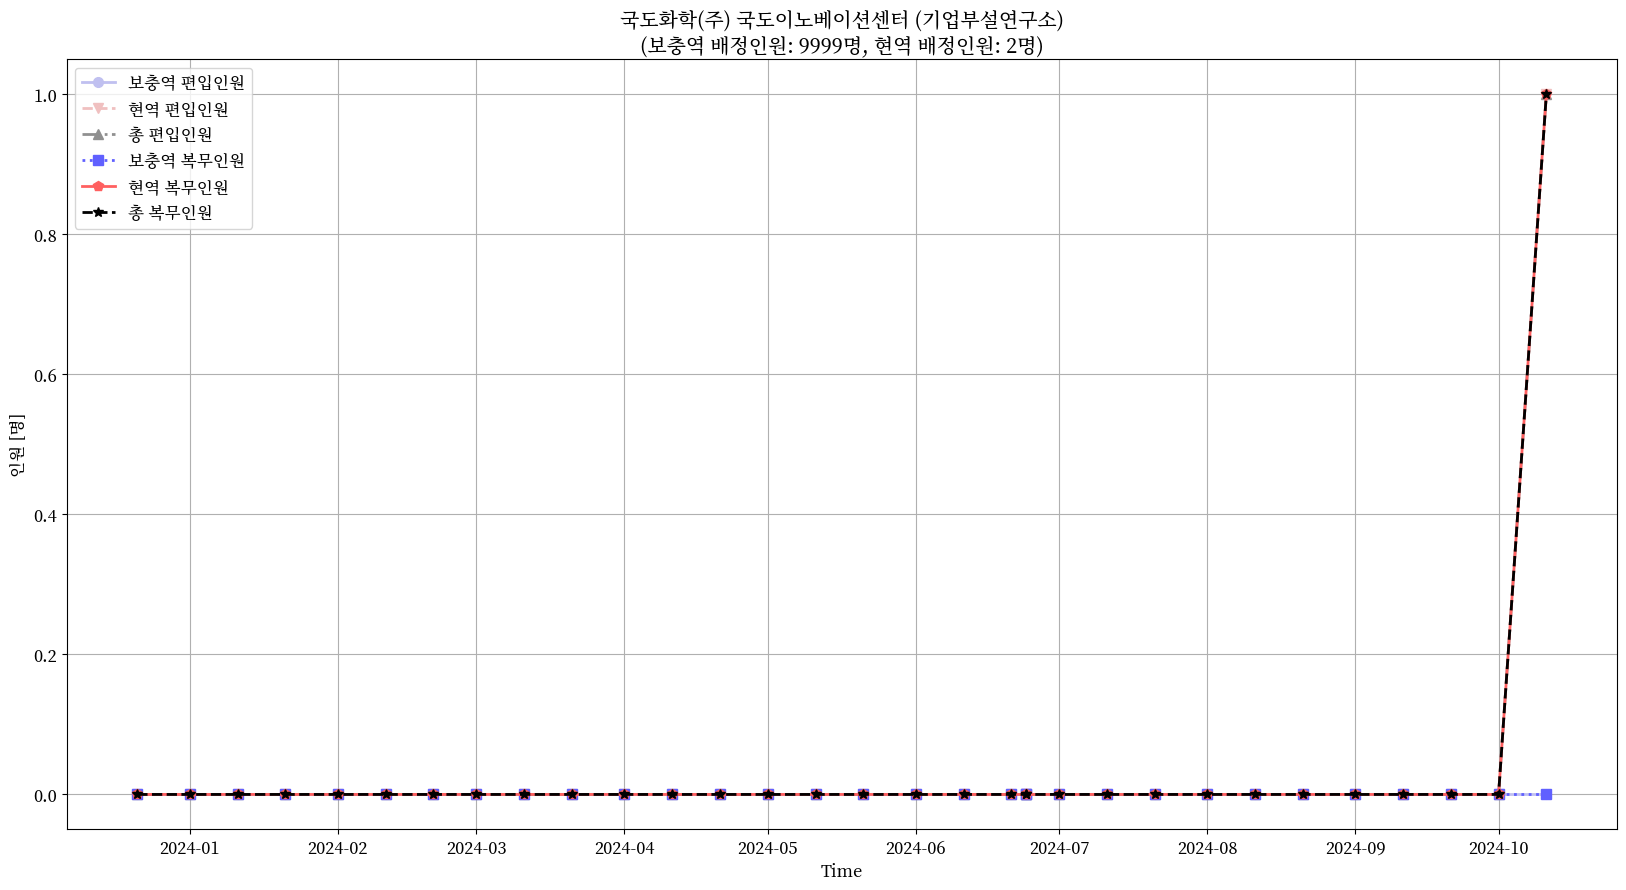 국도화학(주) 국도이노베이션센터 (기업부설연구소)
(보충역 배정인원: 9999명, 현역 배정인원: 2명)
보충역 편입인원
현역 편입인원
총 편입인원
보충역 복무인원
현역 복무인원
총 복무인원
1.0
0.8
0.6
0.4
0.2
0.0
인원 [명]
2024-01 2024-02 2024-03 2024-04 2024-05 2024-06 2024-07 2024-08 2024-09 2024-10
Time